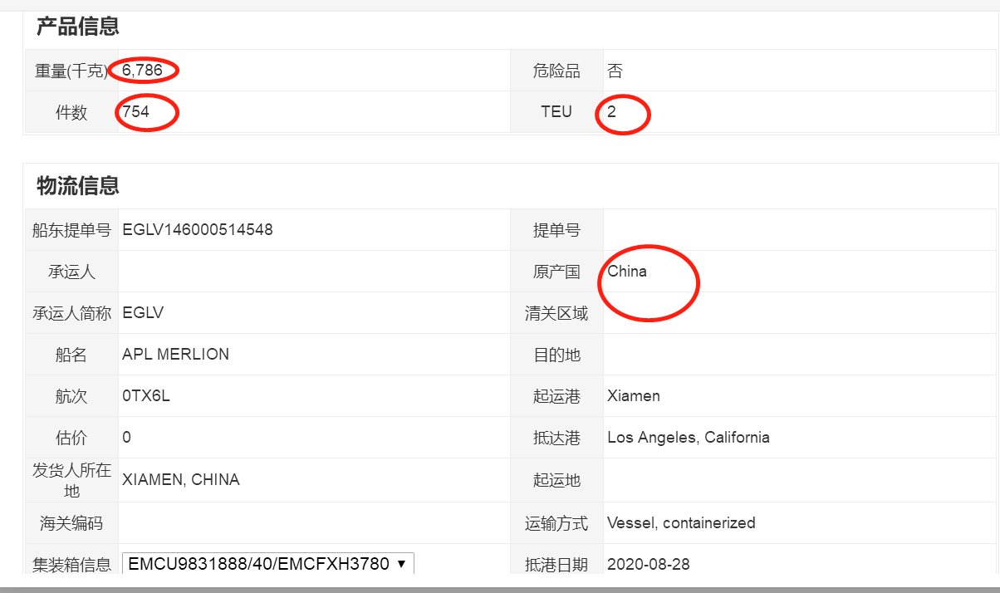 产品信息
重量(千克) 6,786 危险品 否
件数 754 TEU 2
物流信息
船东提单号 EGLV146000514548 提单号
承运人 原产国 China
承运人简称 EGLV 清关区域
船名 APL MERLION 目的地
航次 0TX6L 起运港 Xiamen
估价 0 抵达港 Los Angeles, California
发货人所在
地 XIAMEN, CHINA 起运地
海关编码 运输方式 Vessel, containerized
集装箱信息 EMCU9831888/40/EMCFXH3780 抵港日期 2020-08-28